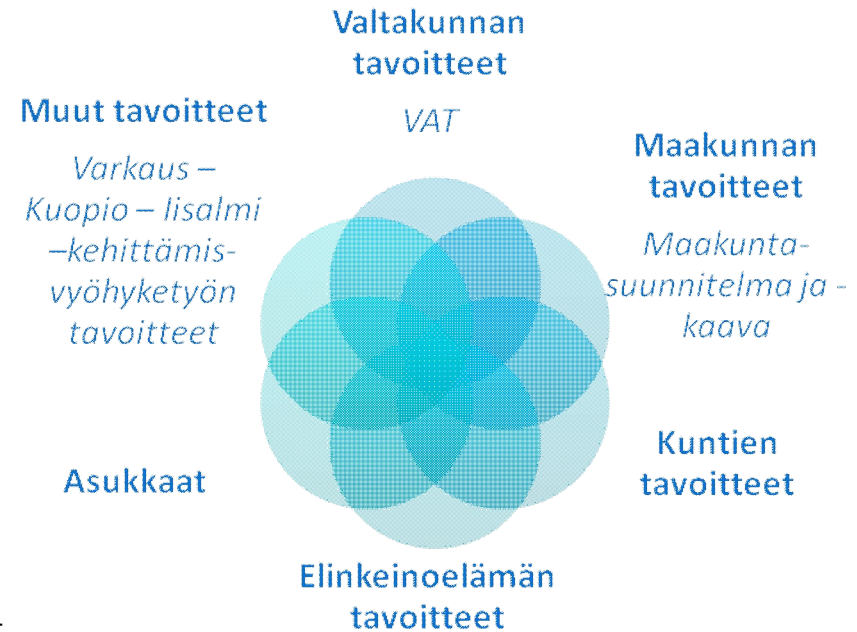 Valtakunnan
tavoitteet
VAT
Muut tavoitteet
Varkaus –
Kuopio – Iisalmi
–kehittämis-
vyöhyketyön
tavoitteet
Maakunnan
tavoitteet
Maakunta-
suunnitelma ja -
kaava
Kuntien
tavoitteet
Asukkaat
Elinkeinoelämän
tavoitteet